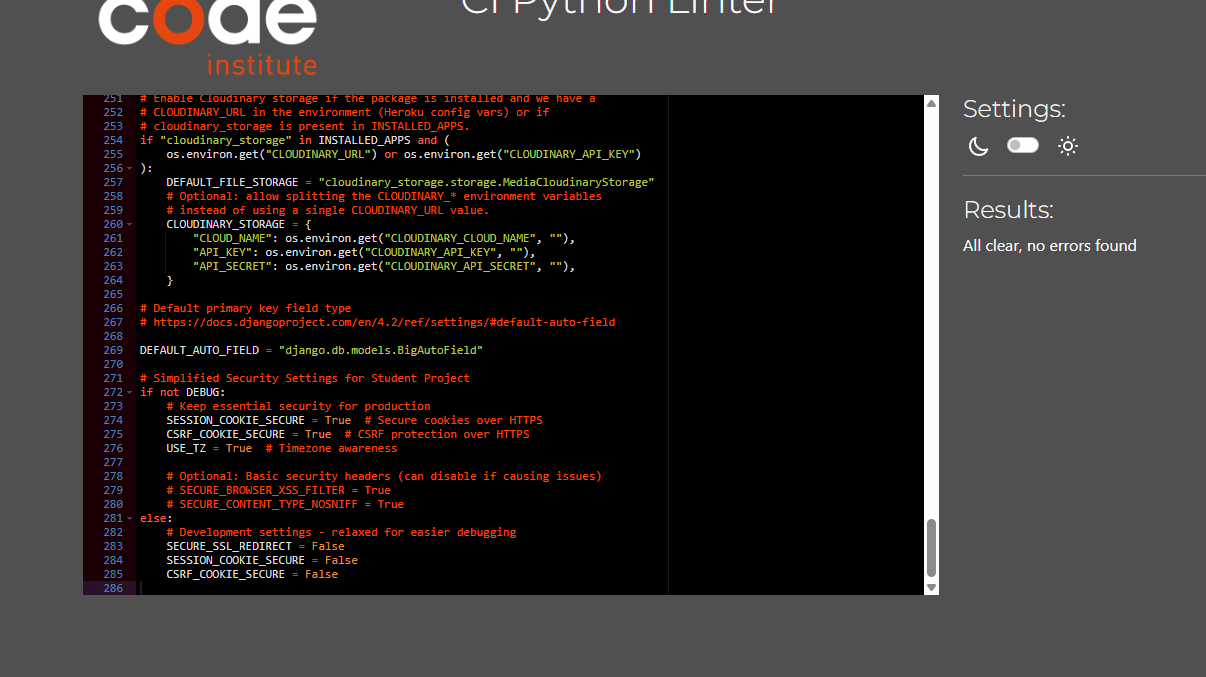 code
institute
CI Python Linter
251 # Enable Cloudinary storage if the package is installed and we have a
252 # CLOUDINARY_URL in the environment (Heroku config vars) or if
253 # cloudinary_storage is present in INSTALLED_APPS.
254 if "cloudinary_storage" in INSTALLED_APPS and (
255     os.environ.get("CLOUDINARY_URL") or os.environ.get("CLOUDINARY_API_KEY")
256 ):
257     DEFAULT_FILE_STORAGE = "cloudinary_storage.storage.MediaCloudinaryStorage"
258     # Optional: allow splitting the CLOUDINARY_* environment variables
259     # instead of using a single CLOUDINARY_URL value.
260     CLOUDINARY_STORAGE = {
261         "CLOUD_NAME": os.environ.get("CLOUDINARY_CLOUD_NAME", ""),
262         "API_KEY": os.environ.get("CLOUDINARY_API_KEY", ""),
263         "API_SECRET": os.environ.get("CLOUDINARY_API_SECRET", ""),
264     }
265
266 # Default primary key field type
267 # https://docs.djangoproject.com/en/4.2/ref/settings/#default-auto-field
268
269 DEFAULT_AUTO_FIELD = "django.db.models.BigAutoField"
270
271 # Simplified Security Settings for Student Project
272 if not DEBUG:
273     # Keep essential security for production
274     SESSION_COOKIE_SECURE = True  # Secure cookies over HTTPS
275     CSRF_COOKIE_SECURE = True  # CSRF protection over HTTPS
276     USE_TZ = True  # Timezone awareness
277
278     # Optional: Basic security headers (can disable if causing issues)
279     # SECURE_BROWSER_XSS_FILTER = True
280     # SECURE_CONTENT_TYPE_NOSNIFF = True
281 else:
282     # Development settings - relaxed for easier debugging
283     SECURE_SSL_REDIRECT = False
284     SESSION_COOKIE_SECURE = False
285     CSRF_COOKIE_SECURE = False
286
Settings:
Results:
All clear, no errors found